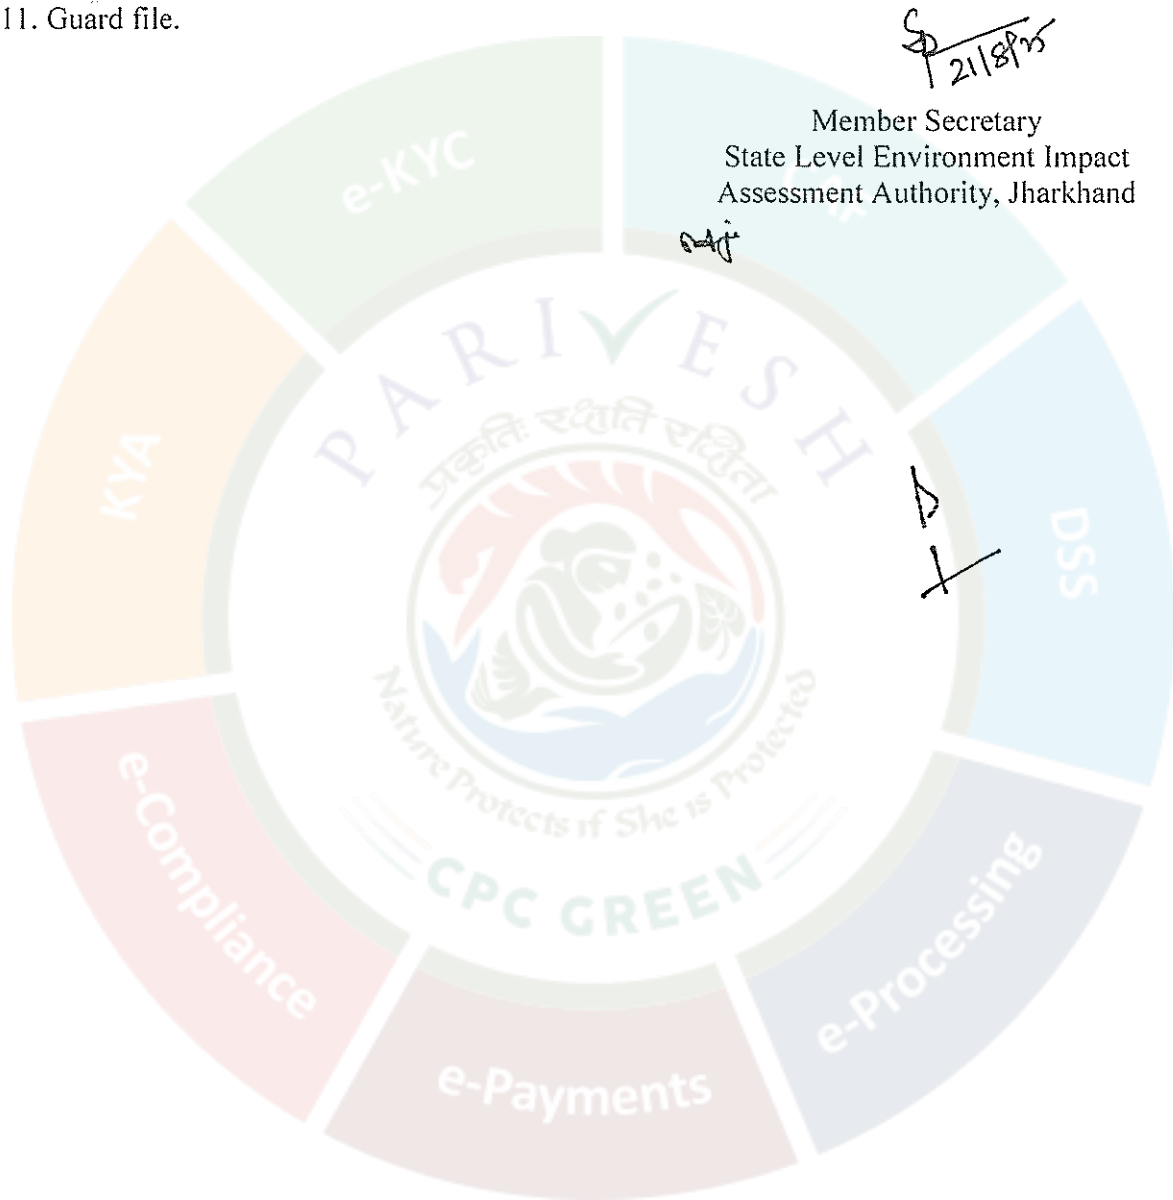 11. Guard file.
21/8/25
Member Secretary
State Level Environment Impact
Assessment Authority, Jharkhand
e-KYC
CAF
KYA
DSS
PARIVESH
प्रकृतिः रक्षति रक्षिता
Nature Protects if She is Protected
CPC GREEN
e-Compliance
e-Processing
e-Payments